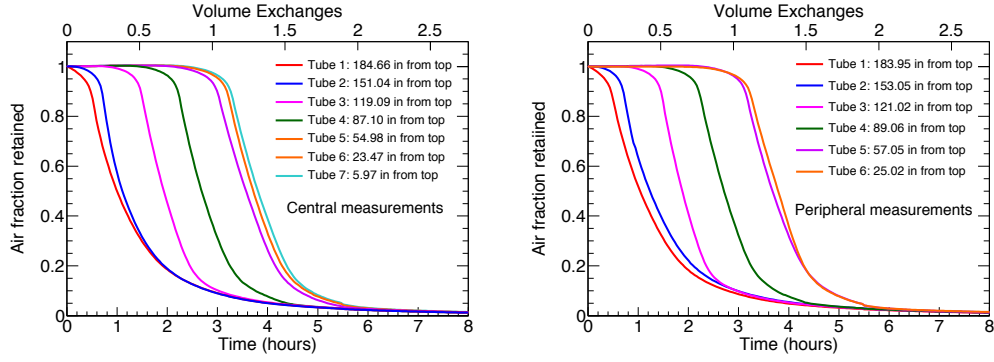 Volume Exchanges
0 0.5 1 1.5 2 2.5
Air fraction retaiined
1
0.8
0.6
0.4
0.2
0
Tube 1: 184.66 in from top
Tube 2: 151.04 in from top
Tube 3: 119.09 in from top
Tube 4: 87.10 in from top
Tube 5: 54.98 in from top
Tube 6: 23.47 in from top
Tube 7: 5.97 in from top
Central measurements
0 1 2 3 4 5 6 7 8
Time (hours)
Volume Exchanges
0 0.5 1 1.5 2 2.5
Air fraction retaiined
1
0.8
0.6
0.4
0.2
0
Tube 1: 183.95 in from top
Tube 2: 153.05 in from top
Tube 3: 121.02 in from top
Tube 4: 89.06 in from top
Tube 5: 57.05 in from top
Tube 6: 25.02 in from top
Peripheral measurements
0 1 2 3 4 5 6 7 8
Time (hours)